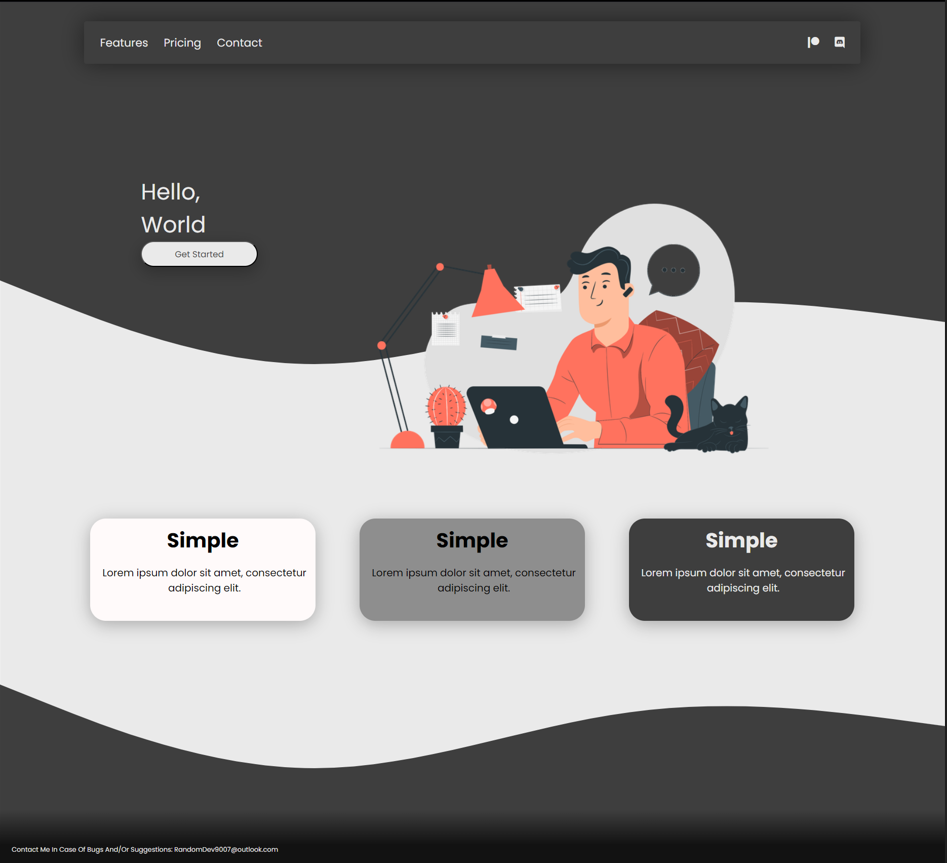 Features Pricing Contact
Hello,
World
Get Started
Simple
Lorem ipsum dolor sit amet, consectetur
adipiscing elit.
Simple
Lorem ipsum dolor sit amet, consectetur
adipiscing elit.
Simple
Lorem ipsum dolor sit amet, consectetur
adipiscing elit.
Contact Me In Case Of Bugs And/Or Suggestions: RandomDev9007@outlook.com